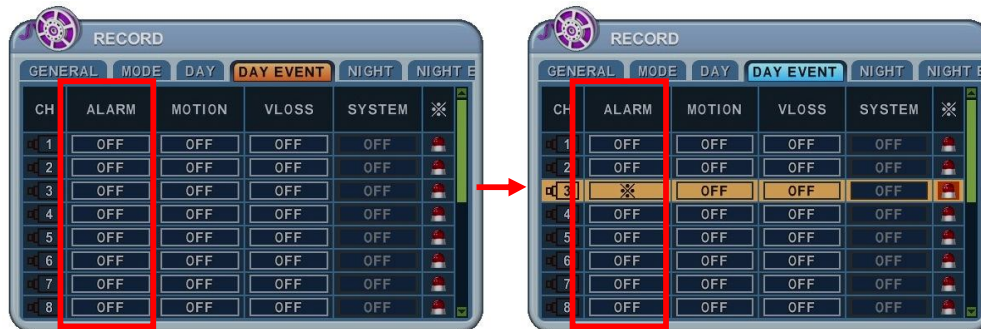 RECORD
GENERAL MODE DAY DAY EVENT NIGHT NIGHT E
CH ALARM MOTION VLOSS SYSTEM ※
1 OFF OFF OFF OFF
2 OFF OFF OFF OFF
3 OFF OFF OFF OFF
4 OFF OFF OFF OFF
5 OFF OFF OFF OFF
6 OFF OFF OFF OFF
7 OFF OFF OFF OFF
8 OFF OFF OFF OFF
RECORD
GENERAL MODE DAY DAY EVENT NIGHT NIGHT E
CH ALARM MOTION VLOSS SYSTEM ※
1 OFF OFF OFF OFF
2 OFF OFF OFF OFF
3 ※ OFF OFF OFF
4 OFF OFF OFF OFF
5 OFF OFF OFF OFF
6 OFF OFF OFF OFF
7 OFF OFF OFF OFF
8 OFF OFF OFF OFF